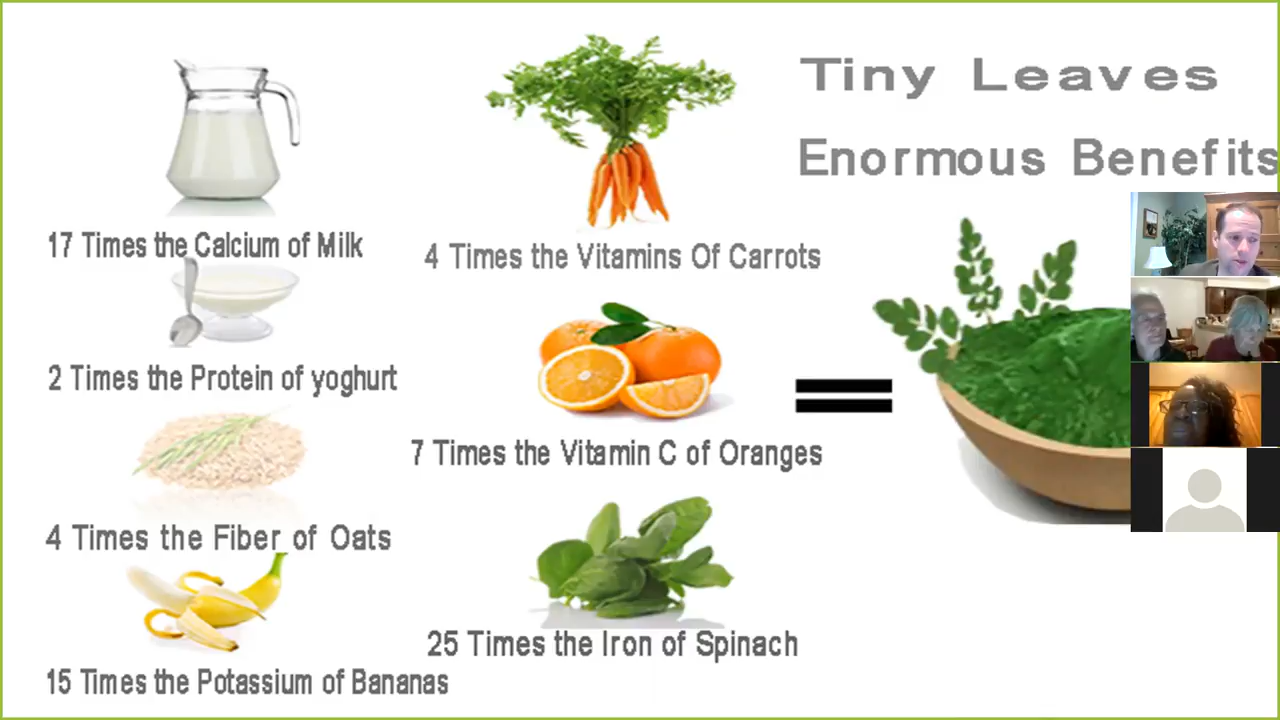 Tiny Leaves
Enormous Benefits
17 Times the Calcium of Milk
4 Times the Vitamins Of Carrots
2 Times the Protein of yoghurt
7 Times the Vitamin C of Oranges
4 Times the Fiber of Oats
25 Times the Iron of Spinach
15 Times the Potassium of Bananas